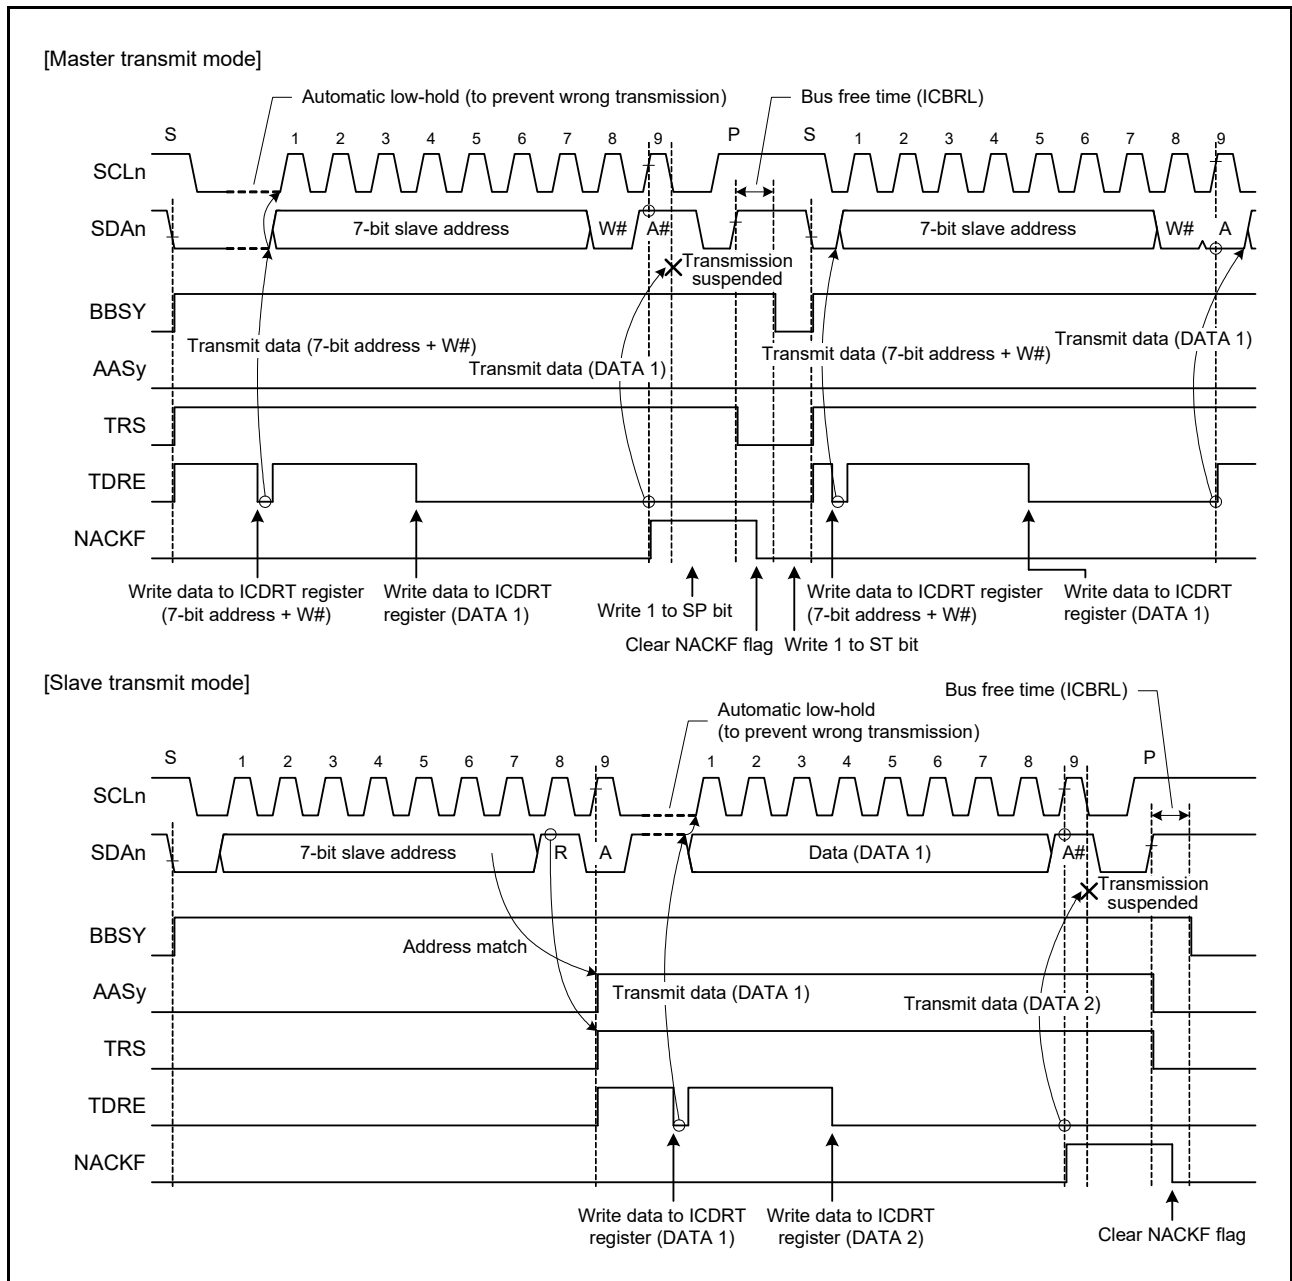 [Master transmit mode]
Automatic low-hold (to prevent wrong transmission)
Bus free time (ICBRL)
S 1 2 3 4 5 6 7 8 9 P S 1 2 3 4 5 6 7 8 9
SCLn
SDAn 7-bit slave address W# A# 7-bit slave address W# A
Transmission
suspended
BBSY
Transmit data (7-bit address + W#)
Transmit data (DATA 1)
Transmit data (7-bit address + W#)
Transmit data (DATA 1)
AASy
TRS
TDRE
NACKF
Write data to ICDRT register
(7-bit address + W#)
Write data to ICDRT
register (DATA 1)
Write 1 to SP bit
Clear NACKF flag
Write 1 to ST bit
Write data to ICDRT register
(7-bit address + W#)
Write data to ICDRT
register (DATA 1)
[Slave transmit mode]
Bus free time (ICBRL)
Automatic low-hold
(to prevent wrong transmission)
S 1 2 3 4 5 6 7 8 9 1 2 3 4 5 6 7 8 9 P
SCLn
SDAn 7-bit slave address R A Data (DATA 1) A#
Transmission
suspended
BBSY
Address match
AASy
Transmit data (DATA 1)
Transmit data (DATA 2)
TRS
TDRE
NACKF
Write data to ICDRT
register (DATA 1)
Write data to ICDRT
register (DATA 2)
Clear NACKF flag